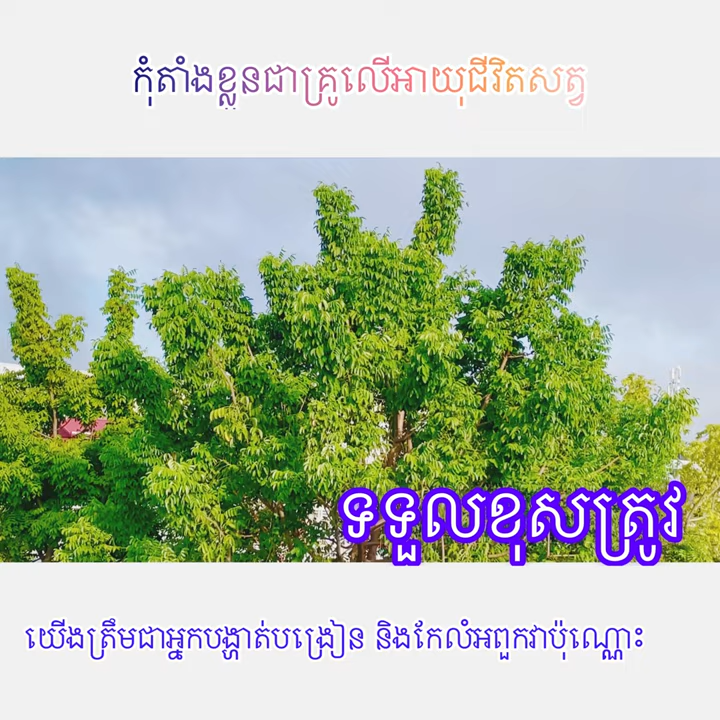 កុំតាំងខ្លួនជាគ្រូលើអាយុជីវិតសត្វ
ទទួលខុសត្រូវ
យើងត្រឹមជាអ្នកបង្ហាត់បង្រៀន និងកែលំអពួកវាប៉ុណ្ណោះ